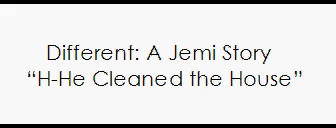 Different: A Jemi Story
“H-He Cleaned the House”